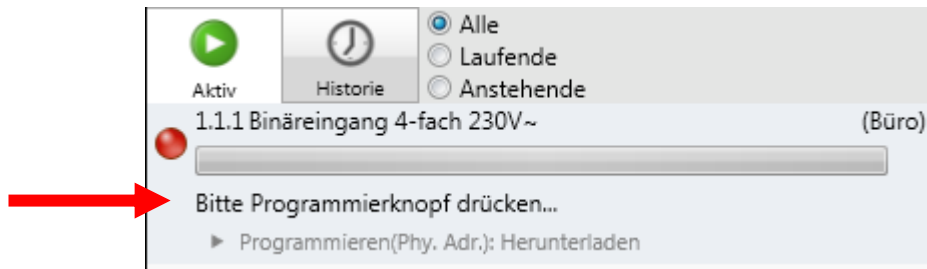 Aktiv
Historie
Alle
Laufende
Anstehende
1.1.1 Binäreingang 4-fach 230V~ (Büro)
Bitte Programmierknopf drücken...
Programmieren(Phy. Adr.): Herunterladen